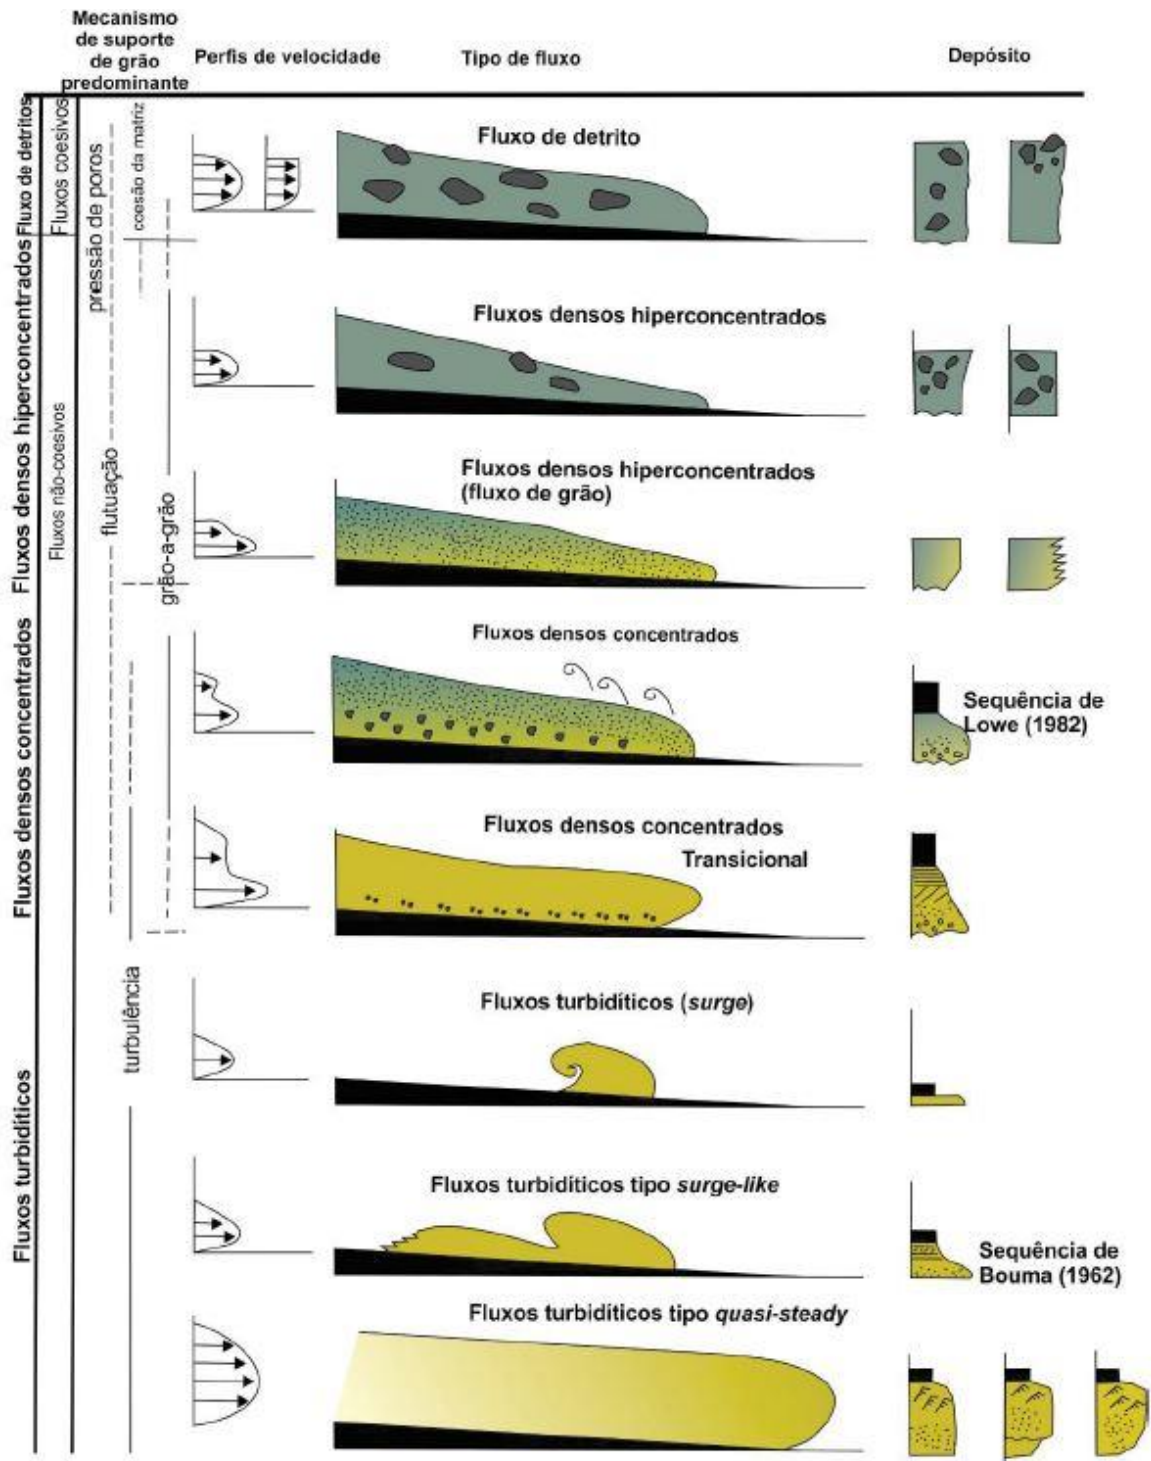 Mecanismo
de suporte
de grão
predominante
Perfis de velocidade
Tipo de fluxo
Depósito
Fluxo de detritos
Fluxos coesivos
pressão de poros
coesão da matriz
Fluxo de detrito
Fluxos densos hiperconcentrados
Fluxos não-coesivos
flutuação
grão-a-grão
Fluxos densos hiperconcentrados
Fluxos densos hiperconcentrados
(fluxo de grão)
Fluxos densos concentrados
Fluxos densos concentrados
Sequência de
Lowe (1982)
Fluxos densos concentrados
Transicional
Fluxos turbidíticos
turbulência
Fluxos turbidíticos (surge)
Fluxos turbidíticos tipo surge-like
Sequência de
Bouma (1962)
Fluxos turbidíticos tipo quasi-steady